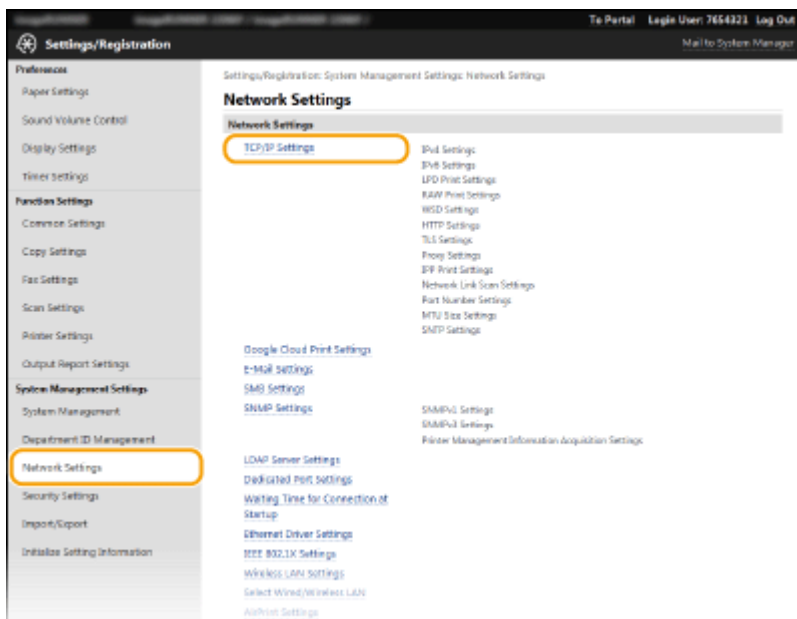 To Portal Login User: 7654321 Log Out
Settings/Registration
Mail to System Manager
Preferences
Paper Settings
Sound Volume Control
Display Settings
Timer Settings
Function Settings
Common Settings
Copy Settings
Fax Settings
Scan Settings
Printer Settings
Output Report Settings
System Management Settings
System Management
Department ID Management
Network Settings
Security Settings
Import/Export
Initialize Setting Information
Settings/Registration: System Management Settings: Network Settings
Network Settings
Network Settings
TCP/IP Settings
IPv4 Settings
IPv6 Settings
LPD Print Settings
RAW Print Settings
WSD Settings
HTTP Settings
TLS Settings
Proxy Settings
IPP Print Settings
Network Link Scan Settings
Port Number Settings
MTU Size Settings
SNTP Settings
Google Cloud Print Settings
E-Mail Settings
SMB Settings
SNMP Settings
SNMPv1 Settings
SNMPv3 Settings
Printer Management Information Acquisition Settings
LDAP Server Settings
Dedicated Port Settings
Waiting Time for Connection at
Startup
Ethernet Driver Settings
IEEE 802.1X Settings
Wireless LAN Settings
Select Wired/Wireless LAN
AirPrint Settings